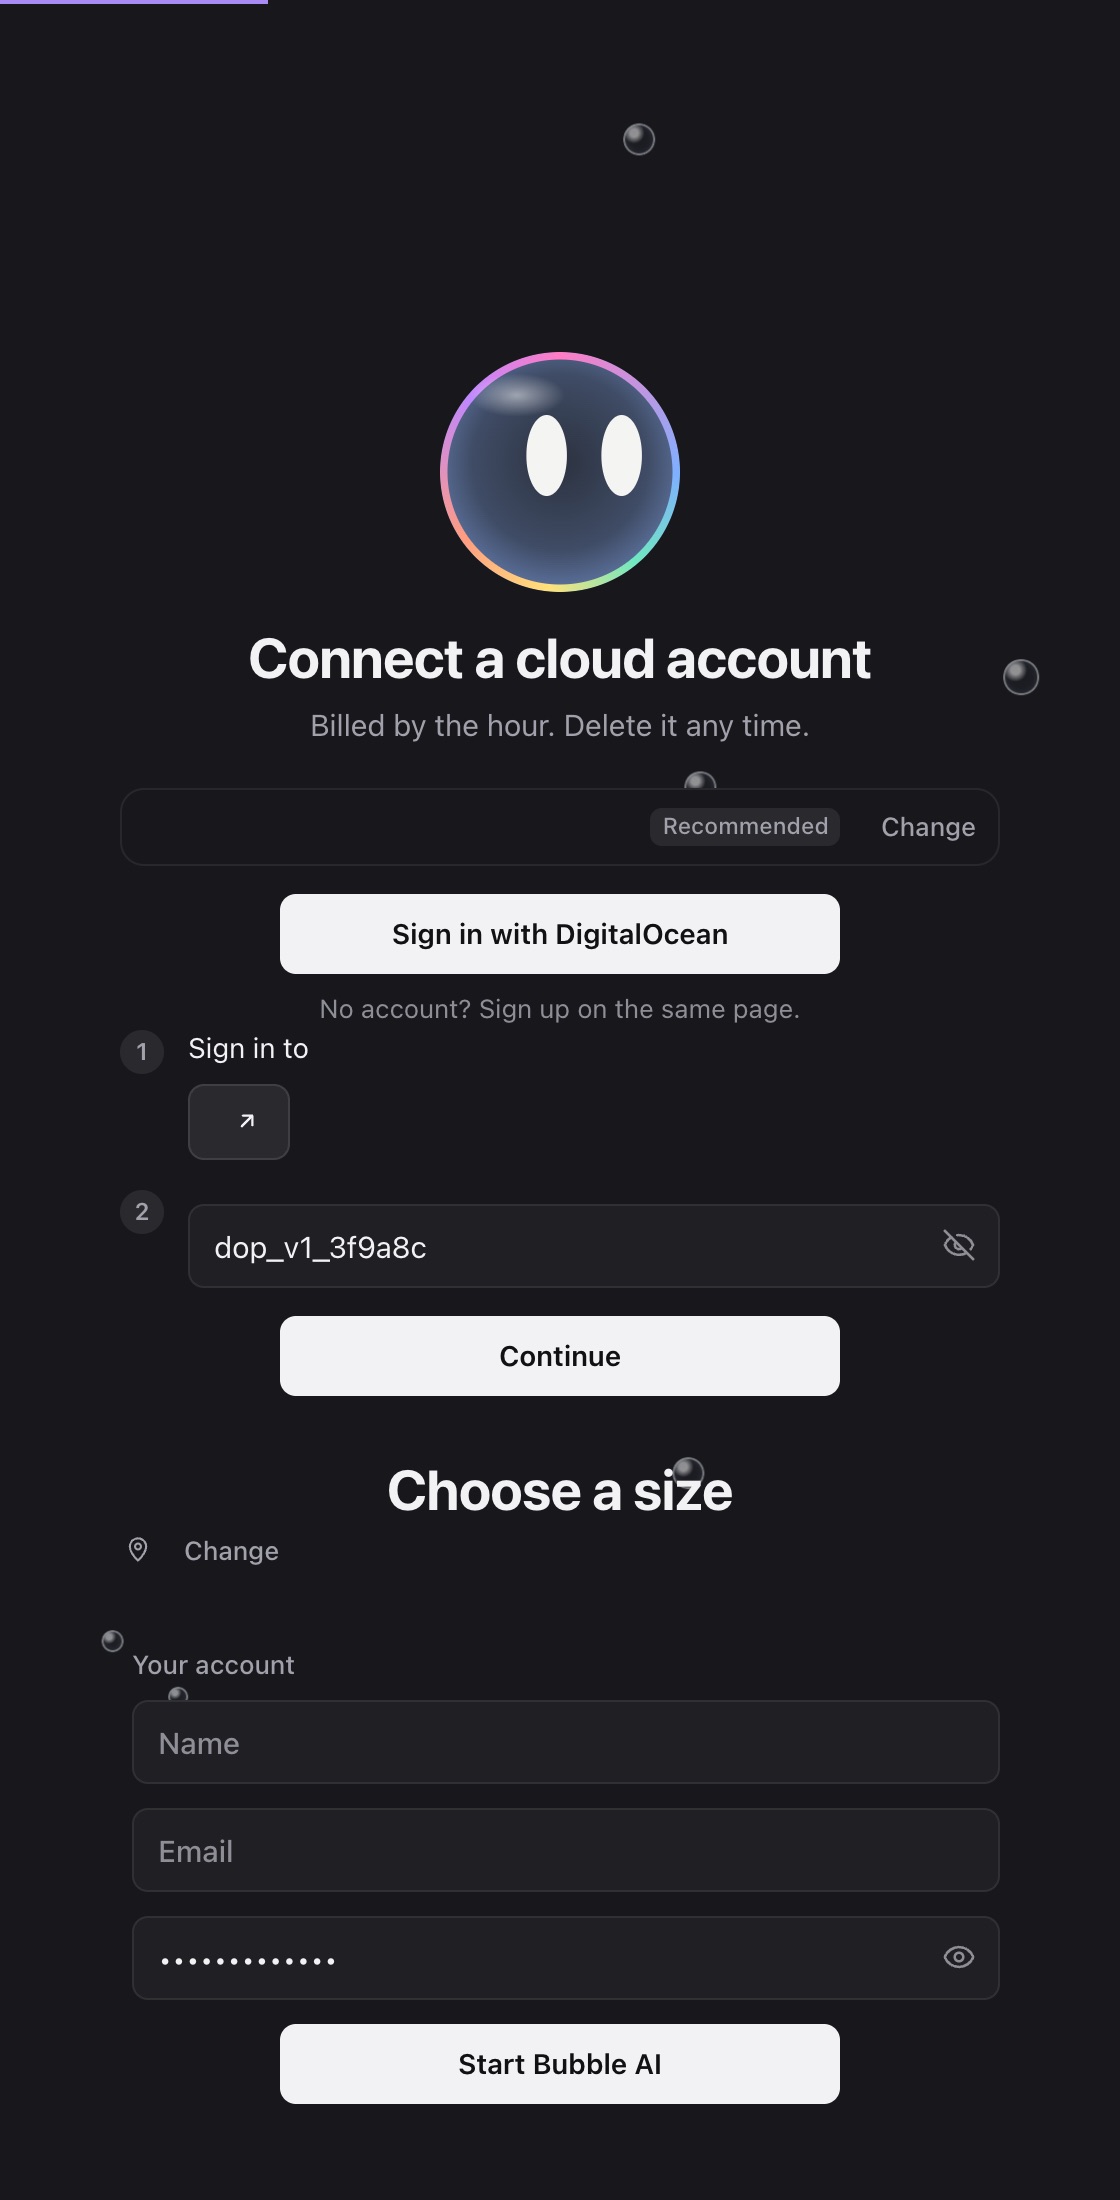 Connect a cloud account
Billed by the hour. Delete it any time.
Recommended
Change
Sign in with DigitalOcean
No account? Sign up on the same page.
1
Sign in to
2
dop_v1_3f9a8c
Continue
Choose a size
Change
Your account
Name
Email
•••••••••••••
Start Bubble AI